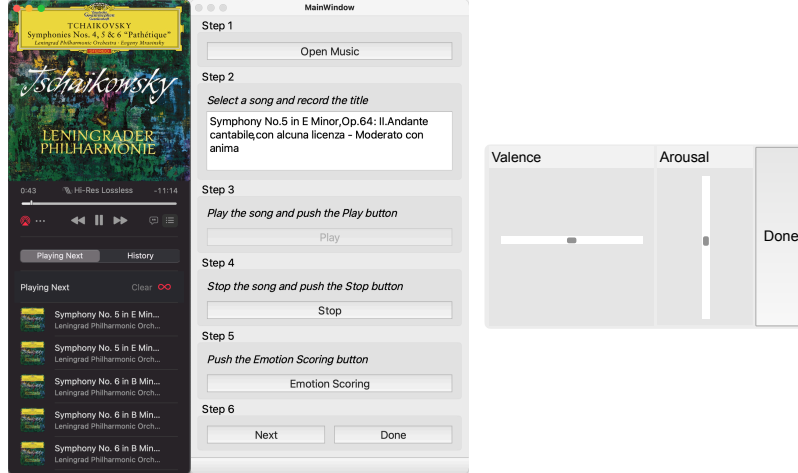 Deutsche
Grammophon
TCHAIKOVSKY
Symphonies Nos. 4, 5 & 6 “Pathétique”
Leningrad Philharmonic Orchestra · Evgeny Mravinsky
Tschaikowsky
LENINGRADER
PHILHARMONIE
0:43
Hi-Res Lossless
-11:14
Playing Next
History
Playing Next
Clear
Symphony No. 5 in E Min...
Leningrad Philharmonic Orch...
Symphony No. 5 in E Min...
Leningrad Philharmonic Orch...
Symphony No. 6 in B Min...
Leningrad Philharmonic Orch...
Symphony No. 6 in B Min...
Leningrad Philharmonic Orch...
Symphony No. 6 in B Min...
Leningrad Philharmonic Orch...
MainWindow
Step 1
Open Music
Step 2
Select a song and record the title
Symphony No.5 in E Minor,Op.64: II.Andante
cantabile,con alcuna licenza - Moderato con
anima
Step 3
Play the song and push the Play button
Play
Step 4
Stop the song and push the Stop button
Stop
Step 5
Push the Emotion Scoring button
Emotion Scoring
Step 6
Next
Done
Valence
Arousal
Done